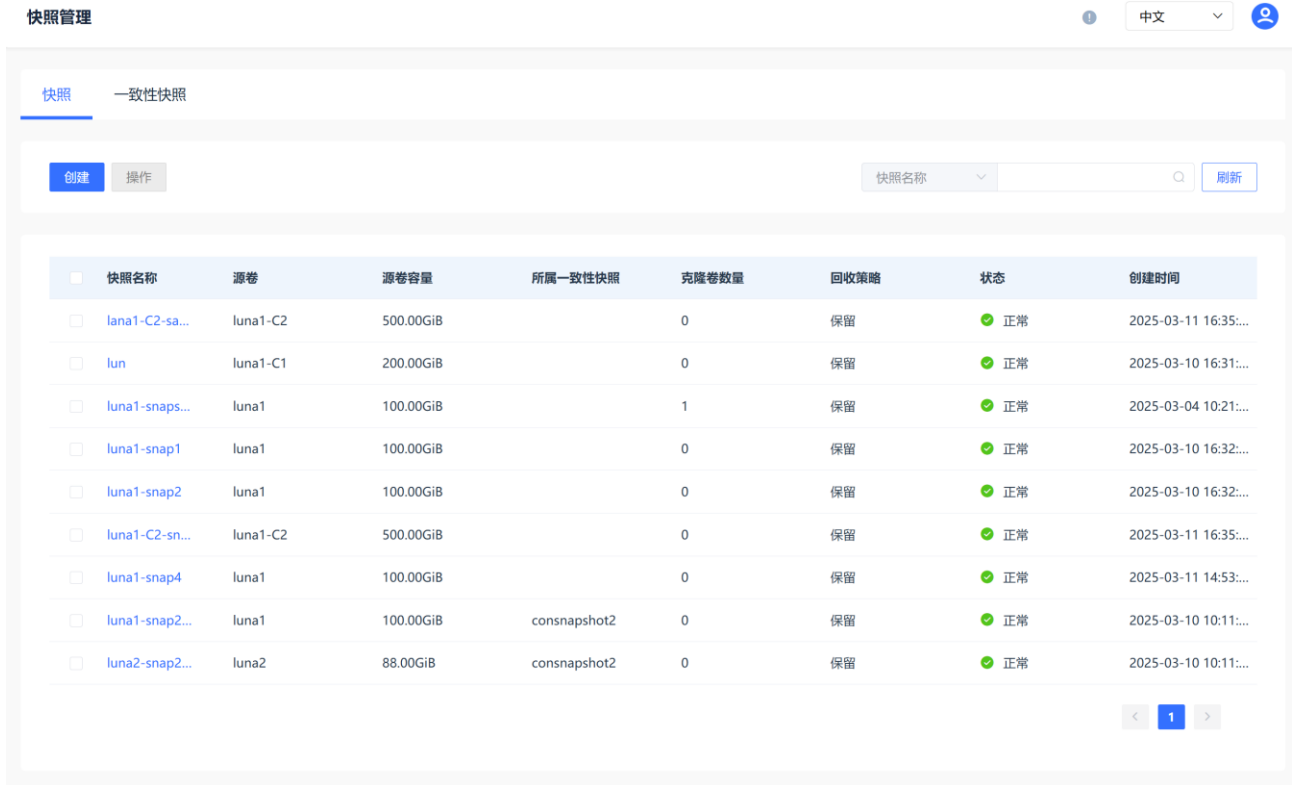 快照管理
中文
快照 一致性快照
创建 操作 快照名称 刷新
快照名称 源卷 源卷容量 所属一致性快照 克隆卷数量 回收策略 状态 创建时间
lana1-C2-sa... luna1-C2 500.00GiB 0 保留 正常 2025-03-11 16:35:...
lun luna1-C1 200.00GiB 0 保留 正常 2025-03-10 16:31:...
luna1-snaps... luna1 100.00GiB 1 保留 正常 2025-03-04 10:21:...
luna1-snap1 luna1 100.00GiB 0 保留 正常 2025-03-10 16:32:...
luna1-snap2 luna1 100.00GiB 0 保留 正常 2025-03-10 16:32:...
luna1-C2-sn... luna1-C2 500.00GiB 0 保留 正常 2025-03-11 16:35:...
luna1-snap4 luna1 100.00GiB 0 保留 正常 2025-03-11 14:53:...
luna1-snap2... luna1 100.00GiB consnapshot2 0 保留 正常 2025-03-10 10:11:...
luna2-snap2... luna2 88.00GiB consnapshot2 0 保留 正常 2025-03-10 10:11:...
1